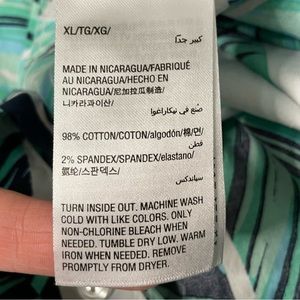 XL/TG/XG/
كبير جدًا
MADE IN NICARAGUA/FABRIQUÉ
AU NICARAGUA/HECHO EN
NICARAGUA/尼加拉瓜制造/
니카라과이산/
صُنع في نيكاراغوا
98% COTTON/COTON/algodón/棉/면/
قطن
2% SPANDEX/SPANDEX/elastano/
氨纶/스판덱스/
سباندكس
TURN INSIDE OUT. MACHINE WASH
COLD WITH LIKE COLORS. ONLY
NON-CHLORINE BLEACH WHEN
NEEDED. TUMBLE DRY LOW. WARM
IRON WHEN NEEDED. REMOVE
PROMPTLY FROM DRYER.